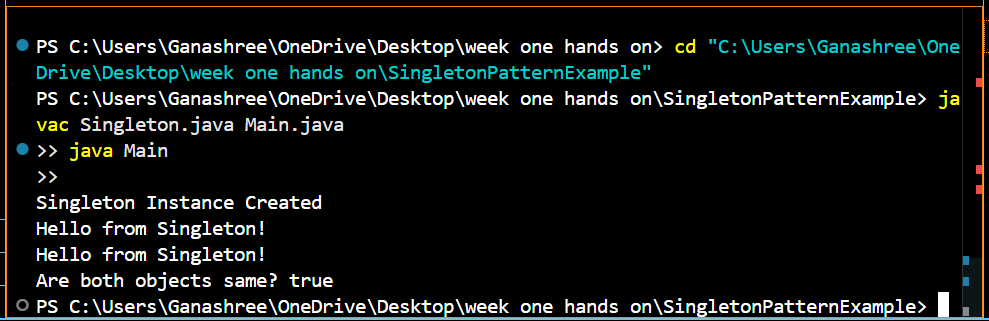 PS C:\Users\Ganashree\OneDrive\Desktop\week one hands on> cd "C:\Users\Ganashree\One
Drive\Desktop\week one hands on\SingletonPatternExample"
PS C:\Users\Ganashree\OneDrive\Desktop\week one hands on\SingletonPatternExample> ja
vac Singleton.java Main.java
>> java Main
>>
Singleton Instance Created
Hello from Singleton!
Hello from Singleton!
Are both objects same? true
PS C:\Users\Ganashree\OneDrive\Desktop\week one hands on\SingletonPatternExample>